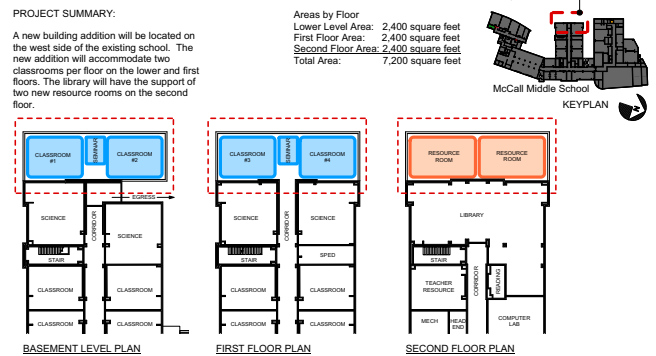 PROJECT SUMMARY:
A new building addition will be located on
the west side of the existing school. The
new addition will accommodate two
classrooms per floor on the lower and first
floors. The library will have the support of
two new resource rooms on the second
floor.
Areas by Floor
Lower Level Area: 2,400 square feet
First Floor Area: 2,400 square feet
Second Floor Area: 2,400 square feet
Total Area: 7,200 square feet
McCall Middle School
KEYPLAN
CLASSROOM
#1
SEMINAR
CLASSROOM
#2
EGRESS
SCIENCE
CORRIDOR
SCIENCE
STAIR
CLASSROOM
CLASSROOM
CLASSROOM
CLASSROOM
BASEMENT LEVEL PLAN
CLASSROOM
#3
SEMINAR
CLASSROOM
#4
SCIENCE
CORRIDOR
SCIENCE
STAIR
SPED
CLASSROOM
CLASSROOM
CLASSROOM
CLASSROOM
FIRST FLOOR PLAN
RESOURCE
ROOM
RESOURCE
ROOM
LIBRARY
STAIR
TEACHER
RESOURCE
CORRIDOR
READING
MECH
HEAD
END
COMPUTER
LAB
SECOND FLOOR PLAN